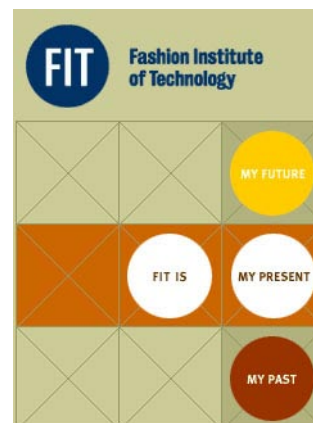 FIT
Fashion Institute
of Technology
MY FUTURE
FIT IS
MY PRESENT
MY PAST